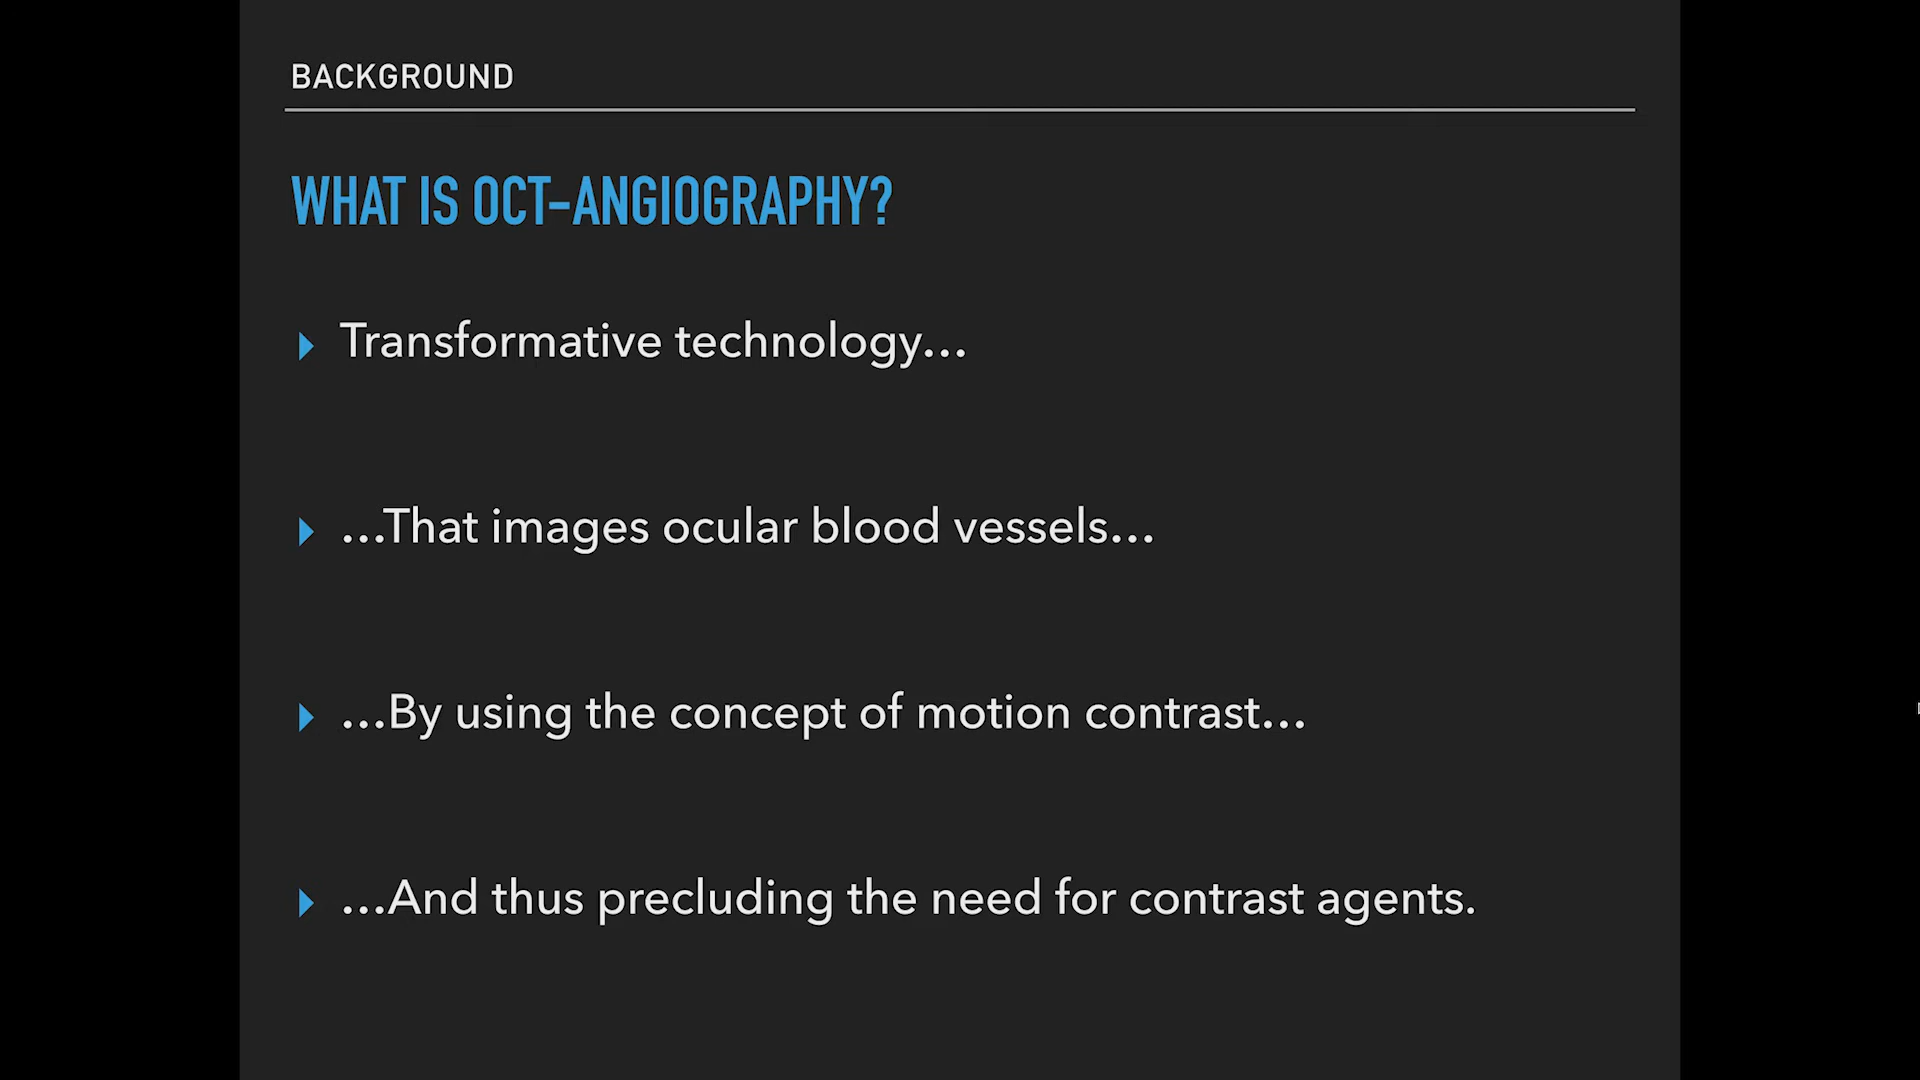 BACKGROUND
WHAT IS OCT-ANGIOGRAPHY?
Transformative technology...
...That images ocular blood vessels...
...By using the concept of motion contrast...
...And thus precluding the need for contrast agents.